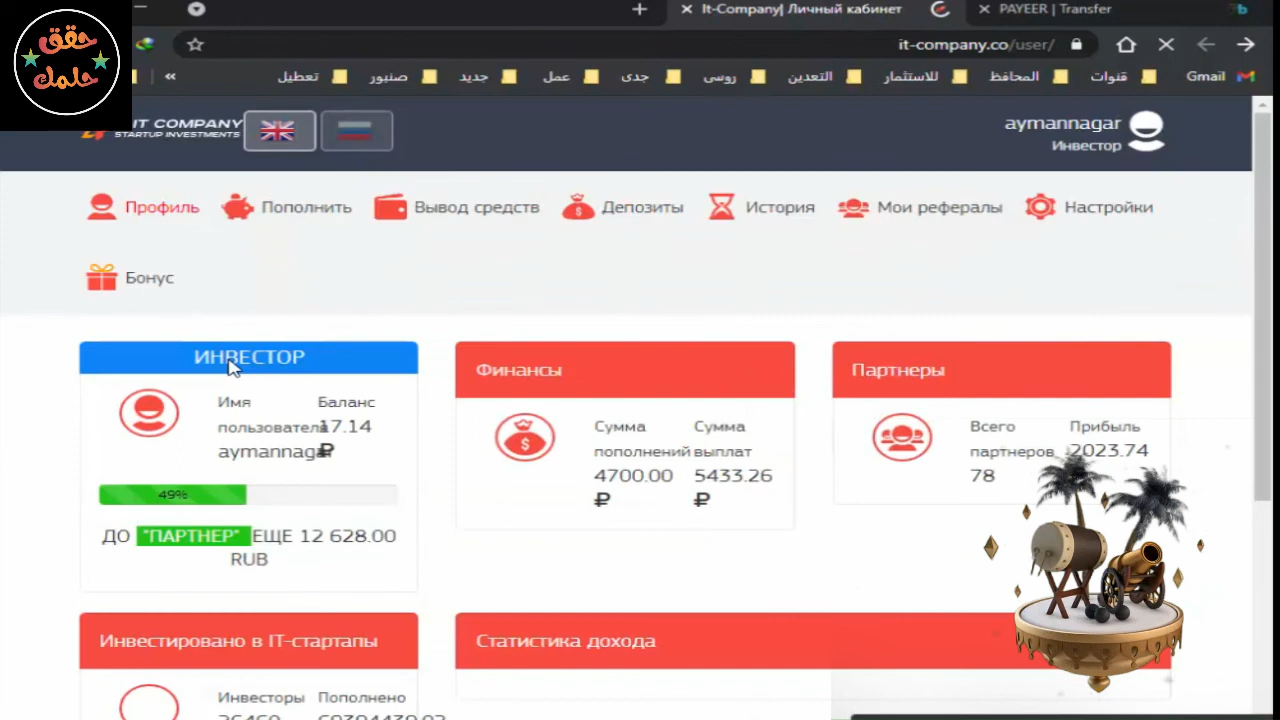 حقق
حلمك
It-Company| Личный кабинет
PAYEER | Transfer
it-company.co/user/
تعطيل
صنبور
جديد
عمل
جدى
روسى
التعدين
للاستثمار
المحافظ
قنوات
Gmail
IT COMPANY
STARTUP INVESTMENTS
aymannagar
Инвестор
Профиль
Пополнить
Вывод средств
Депозиты
История
Мои рефералы
Настройки
Бонус
ИНВЕСТОР
Имя пользователя
aymannagar
Баланс
17.14
₽
49%
ДО "ПАРТНЕР" ЕЩЕ 12 628.00
RUB
Финансы
Сумма пополнений
4700.00
₽
Сумма выплат
5433.26
₽
Партнеры
Всего партнеров
78
Прибыль
2023.74
Инвестировано в IT-стартапы
Инвесторы
Пополнено
Статистика дохода